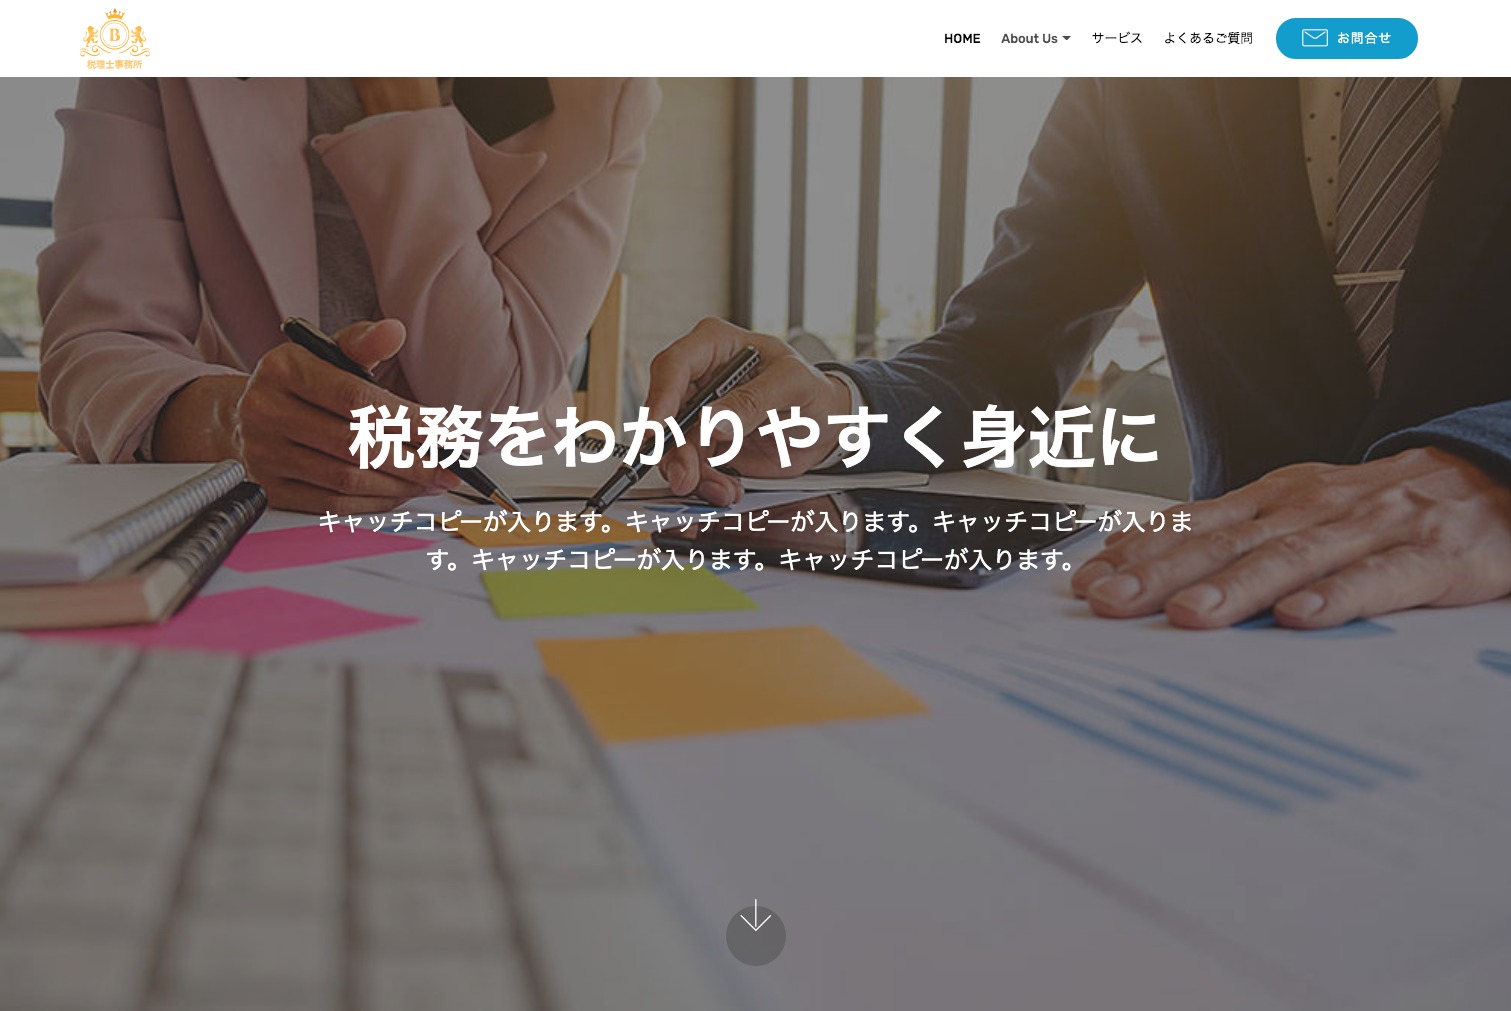 B
税理士事務所
HOME
About Us
サービス
よくあるご質問
お問合せ
税務をわかりやすく身近に
キャッチコピーが入ります。キャッチコピーが入ります。キャッチコピーが入りま
す。キャッチコピーが入ります。キャッチコピーが入ります。